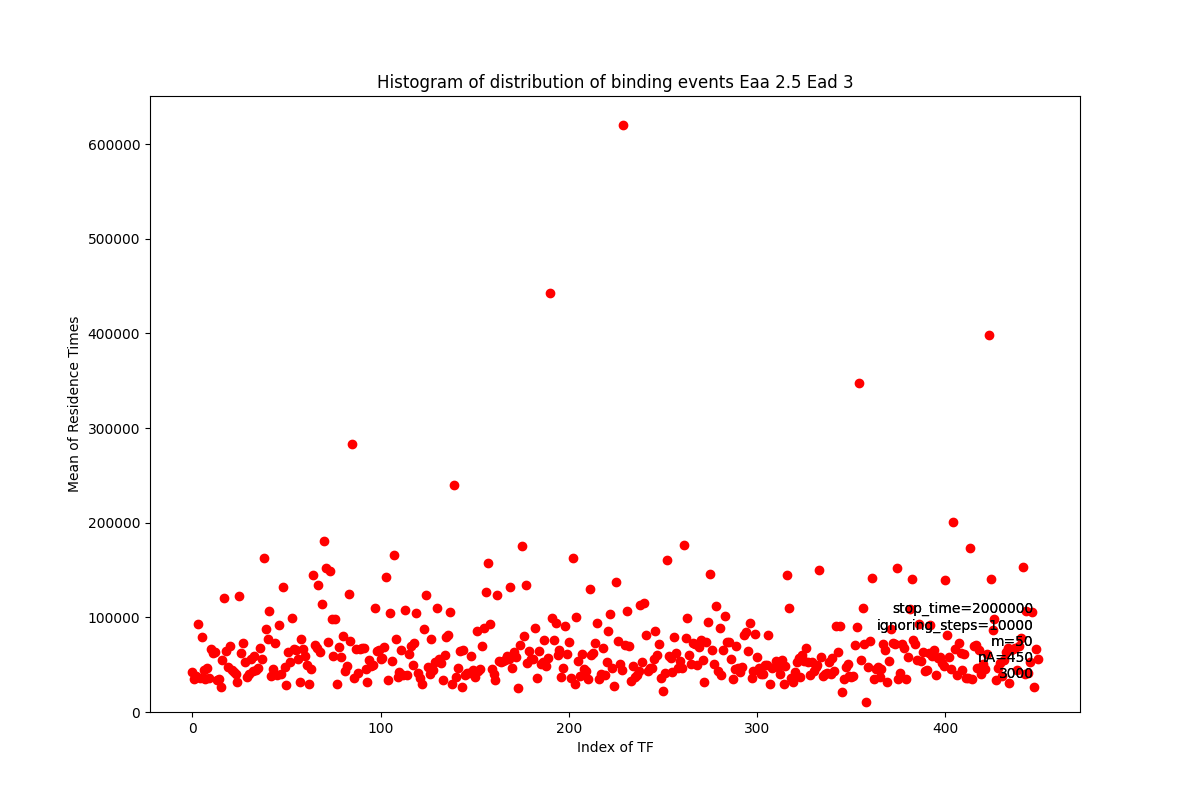 Histogram of distribution of binding events Eaa 2.5 Ead 3
600000
500000
400000
300000
200000
100000
0
Mean of Residence Times
stop_time=2000000
ignoring_steps=10000
m=50
nA=450
3000
0
100
200
300
400
Index of TF